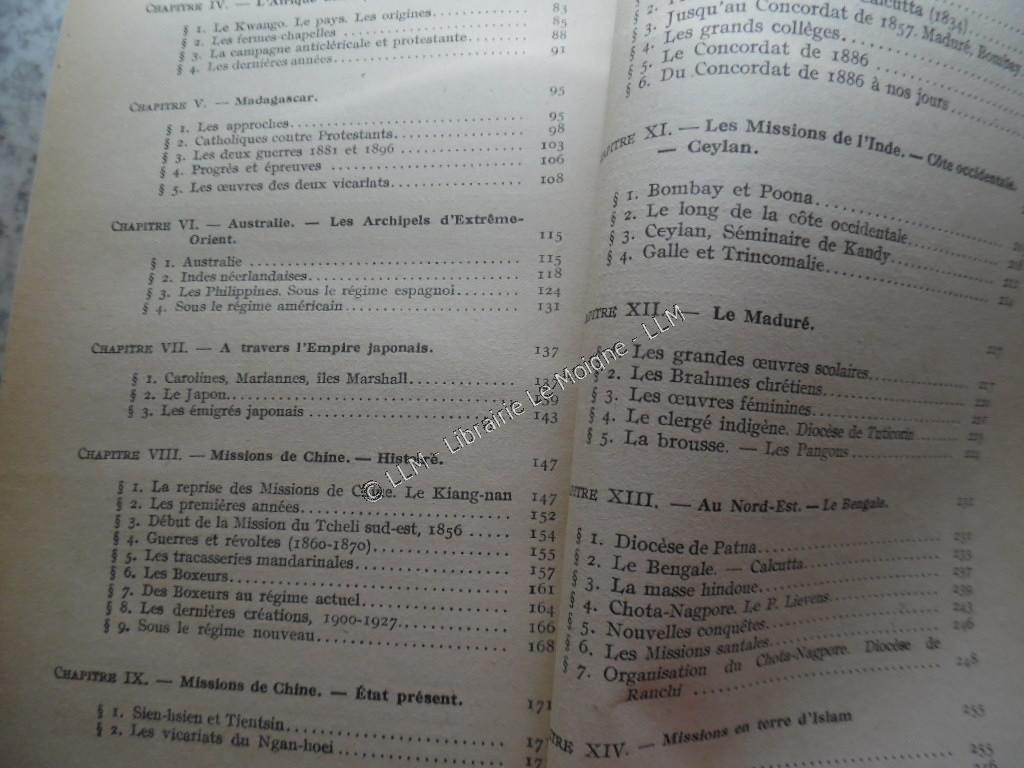 CHAPITRE IV. — L'Afrique
§ 1. Le Kwango. Le pays. Les origines. 83
§ 2. Les fermes-chapelles 85
§ 3. La campagne anticléricale et protestante 88
§ 4. Les dernières années 91
CHAPITRE V. — Madagascar. 95
§ 1. Les approches 95
§ 2. Catholiques contre Protestants 98
§ 3. Les deux guerres 1881 et 1896 103
§ 4. Progrès et épreuves 106
§ 5. Les œuvres des deux vicariats 108
CHAPITRE VI. — Australie. — Les Archipels d'Extrême-
Orient. 115
§ 1. Australie 115
§ 2. Indes néerlandaises 118
§ 3. Les Philippines. Sous le régime espagnol 124
§ 4. Sous le régime américain 131
CHAPITRE VII. — A travers l'Empire japonais. 137
§ 1. Carolines, Mariannes, îles Marshall 137
§ 2. Le Japon 139
§ 3. Les émigrés japonais 143
CHAPITRE VIII. — Missions de Chine. — Histoire. 147
§ 1. La reprise des Missions de Chine. Le Kiang-nan 147
§ 2. Les premières années 152
§ 3. Début de la Mission du Tcheli sud-est, 1856 154
§ 4. Guerres et révoltes (1860-1870) 155
§ 5. Les tracasseries mandarinales 157
§ 6. Les Boxeurs 161
§ 7. Des Boxeurs au régime actuel 164
§ 8. Les dernières créations, 1900-1927 166
§ 9. Sous le régime nouveau 168
CHAPITRE IX. — Missions de Chine. — État présent. 171
§ 1. Sien-hsien et Tientsin 17
§ 2. Les vicariats du Ngan-hoei 17
§ 2. Calcutta (1834)
§ 3. Jusqu'au Concordat de 1857. Maduré, Bombay
§ 4. Les grands collèges
§ 5. Le Concordat de 1886
§ 6. Du Concordat de 1886 à nos jours
CHAPITRE XI. — Les Missions de l'Inde. — Côte occidentale.
— Ceylan.
§ 1. Bombay et Poona
§ 2. Le long de la côte occidentale
§ 3. Ceylan, Séminaire de Kandy
§ 4. Galle et Trincomalie
PITRE XII. — Le Maduré.
§ 1. Les grandes œuvres scolaires
§ 2. Les Brahmes chrétiens
§ 3. Les œuvres féminines
§ 4. Le clergé indigène. Diocèse de Tuticorin
§ 5. La brousse. — Les Pangons
ITRE XIII. — Au Nord-Est. — Le Bengale.
§ 1. Diocèse de Patna 231
§ 2. Le Bengale. — Calcutta 233
§ 3. La masse hindoue 237
§ 4. Chota-Nagpore. Le P. Lievens 239
§ 5. Nouvelles conquêtes 243
§ 6. Les Missions santales 246
§ 7. Organisation du Chota-Nagpore. Diocèse de
Ranchi 248
TRE XIV. — Missions en terre d'Islam 255
255
256
© LLM - Librairie Le Moigne - LLM